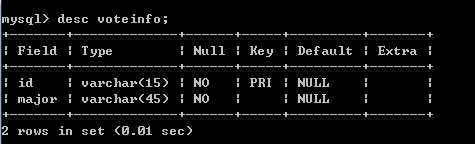 mysql> desc voteinfo;
+-------+-------------+------+-----+---------+-------+
| Field | Type        | Null | Key | Default | Extra |
+-------+-------------+------+-----+---------+-------+
| id    | varchar(15) | NO   | PRI | NULL    |       |
| major | varchar(45) | NO   |     | NULL    |       |
+-------+-------------+------+-----+---------+-------+
2 rows in set (0.01 sec)